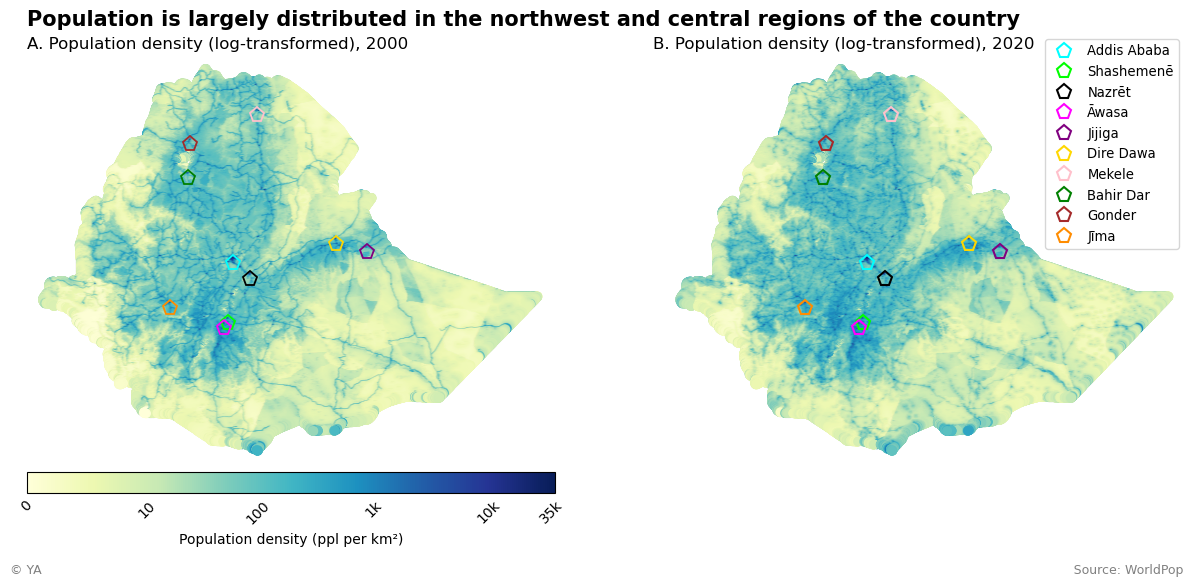 Population is largely distributed in the northwest and central regions of the country
A. Population density (log-transformed), 2000
B. Population density (log-transformed), 2020
Addis Ababa
Shashemenē
Nazrēt
Āwasa
Jijiga
Dire Dawa
Mekele
Bahir Dar
Gonder
Jīma
0
10
100
1k
10k
35k
Population density (ppl per km²)
© YA
Source: WorldPop